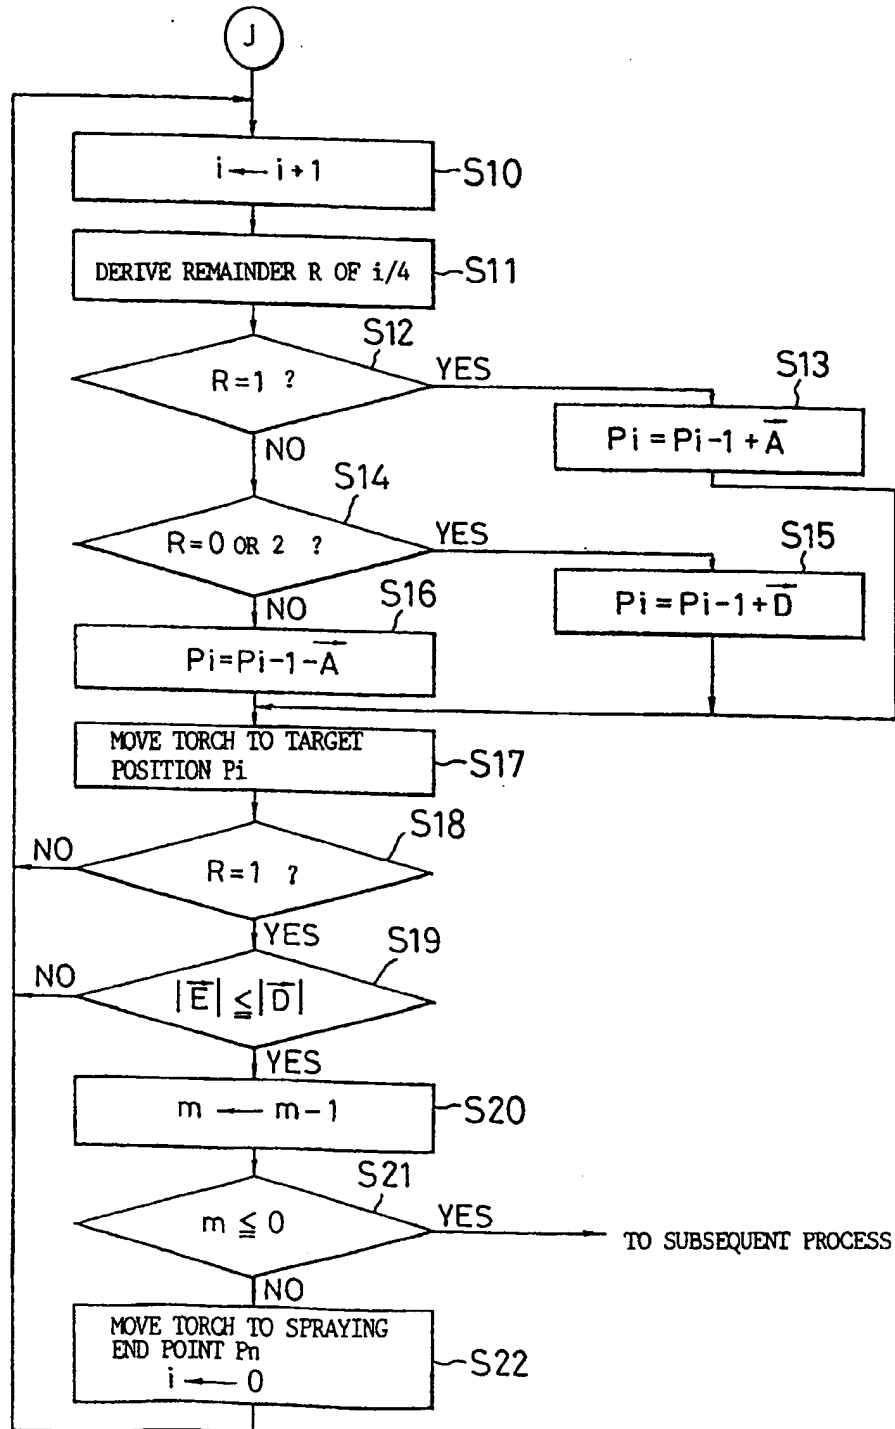 J
i ← i+1
S10
DERIVE REMAINDER R OF i/4
S11
S12
R=1 ?
YES
S13
Pi = Pi-1 + A⃗
NO
S14
R=0 OR 2 ?
YES
S15
Pi = Pi-1 + D⃗
NO
S16
Pi=Pi-1-A⃗
MOVE TORCH TO TARGET
POSITION Pi
S17
S18
NO
R=1 ?
YES
S19
NO
|E⃗| ≦ |D⃗|
YES
m ← m-1
S20
S21
m ≦ 0
YES
TO SUBSEQUENT PROCESS
NO
MOVE TORCH TO SPRAYING
END POINT Pn
i ← 0
S22